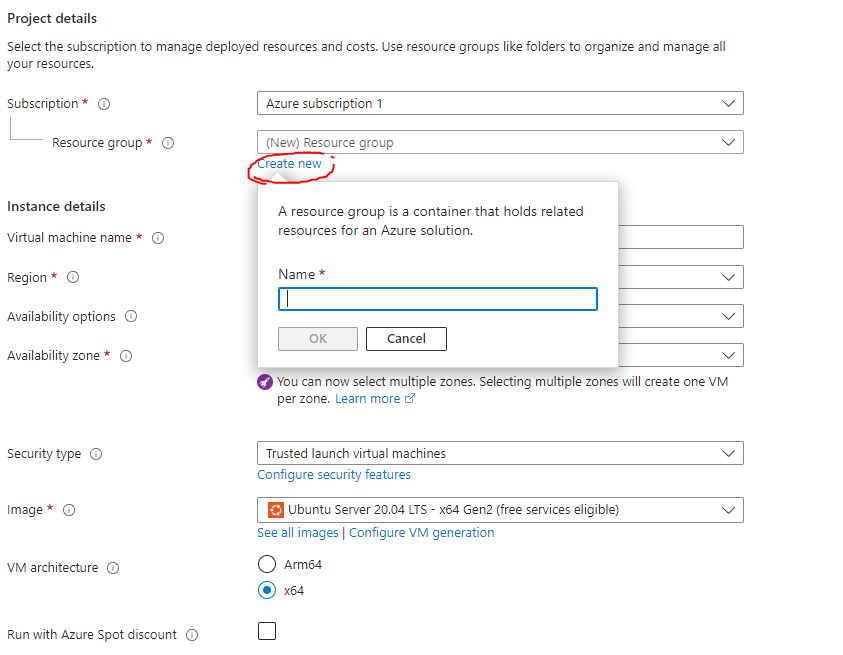 Project details
Select the subscription to manage deployed resources and costs. Use resource groups like folders to organize and manage all
your resources.
Subscription *
Azure subscription 1
Resource group *
(New) Resource group
Create new
A resource group is a container that holds related
resources for an Azure solution.
Name *
OK
Cancel
Instance details
Virtual machine name *
Region *
Availability options
Availability zone *
You can now select multiple zones. Selecting multiple zones will create one VM
per zone. Learn more
Security type
Trusted launch virtual machines
Configure security features
Image *
Ubuntu Server 20.04 LTS - x64 Gen2 (free services eligible)
See all images | Configure VM generation
VM architecture
Arm64
x64
Run with Azure Spot discount